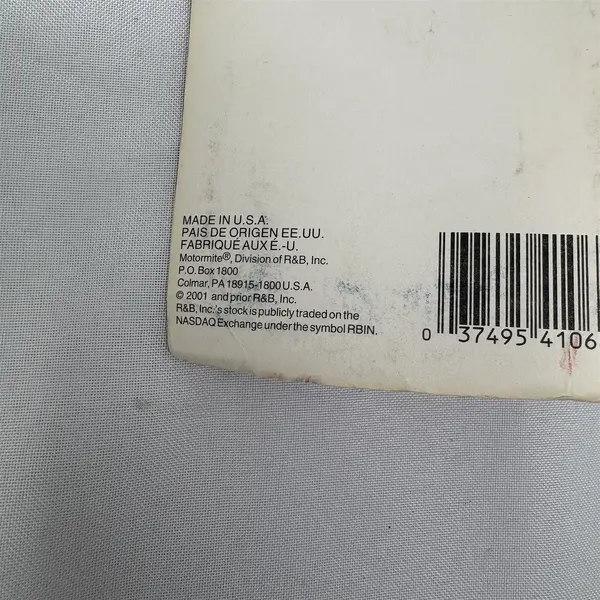 MADE IN U.S.A.
PAIS DE ORIGEN EE.UU.
FABRIQUÉ AUX É.-U.
Motormite®, Division of R&B, Inc.
P.O. Box 1800
Colmar, PA 18915-1800 U.S.A.
© 2001 and prior R&B, Inc.
R&B, Inc.'s stock is publicly traded on the
NASDAQ Exchange under the symbol RBIN.
0 37495 4106